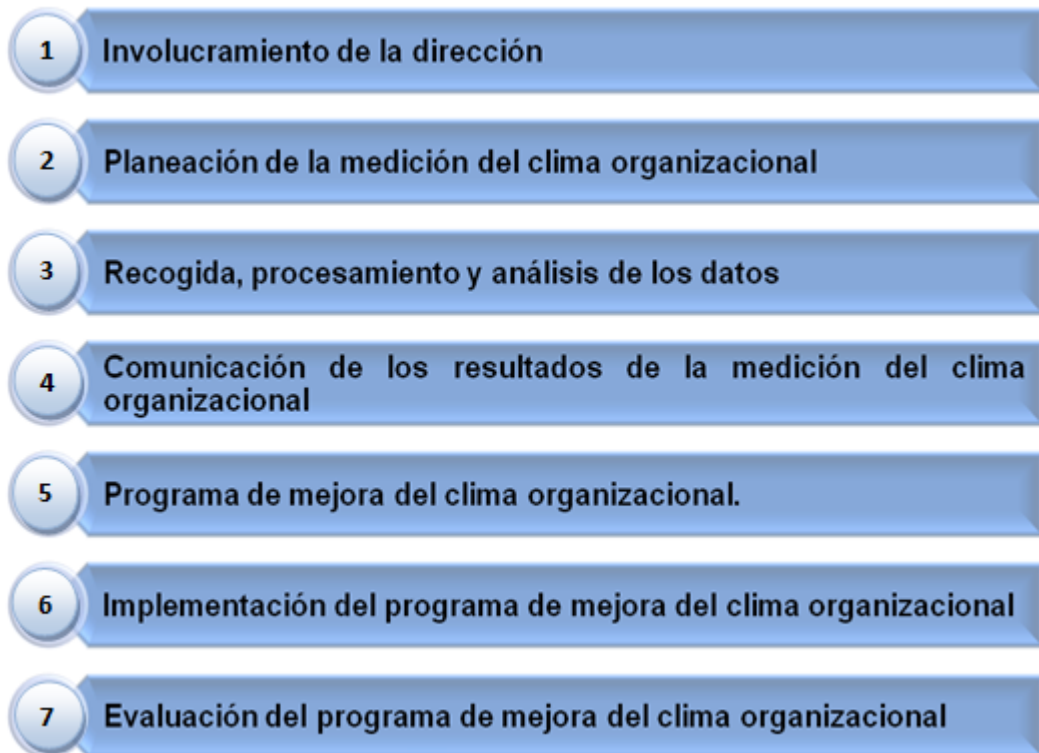 1 Involucramiento de la dirección
2 Planeación de la medición del clima organizacional
3 Recogida, procesamiento y análisis de los datos
4 Comunicación de los resultados de la medición del clima
organizacional
5 Programa de mejora del clima organizacional.
6 Implementación del programa de mejora del clima organizacional
7 Evaluación del programa de mejora del clima organizacional